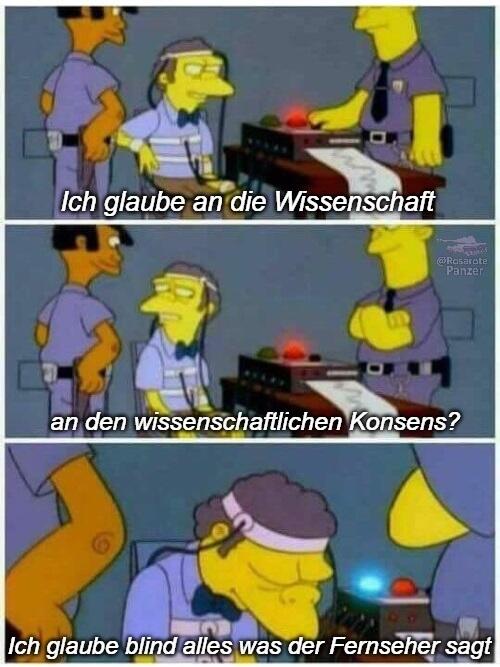 Ich glaube an die Wissenschaft
@Rosarote
Panzer
an den wissenschaftlichen Konsens?
Ich glaube blind alles was der Fernseher sagt